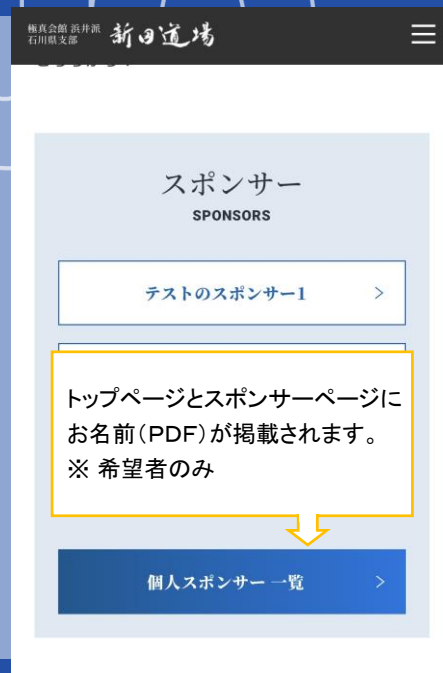 極真会館 浜井派
石川県支部
新田道場
スポンサー
SPONSORS
テストのスポンサー1
トップページとスポンサーページに
お名前（PDF）が掲載されます。
※ 希望者のみ
個人スポンサー 一覧